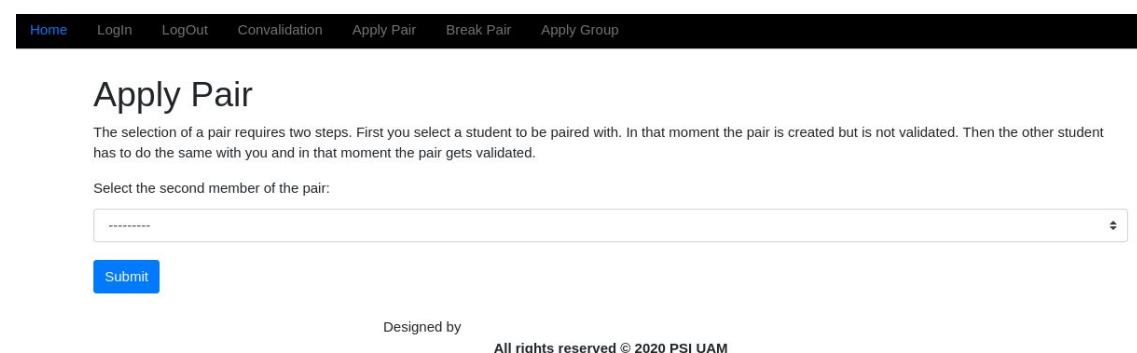 Home LogIn LogOut Convalidation Apply Pair Break Pair Apply Group
Apply Pair
The selection of a pair requires two steps. First you select a student to be paired with. In that moment the pair is created but is not validated. Then the other student
has to do the same with you and in that moment the pair gets validated.
Select the second member of the pair:
---------
Submit
Designed by
All rights reserved © 2020 PSI UAM